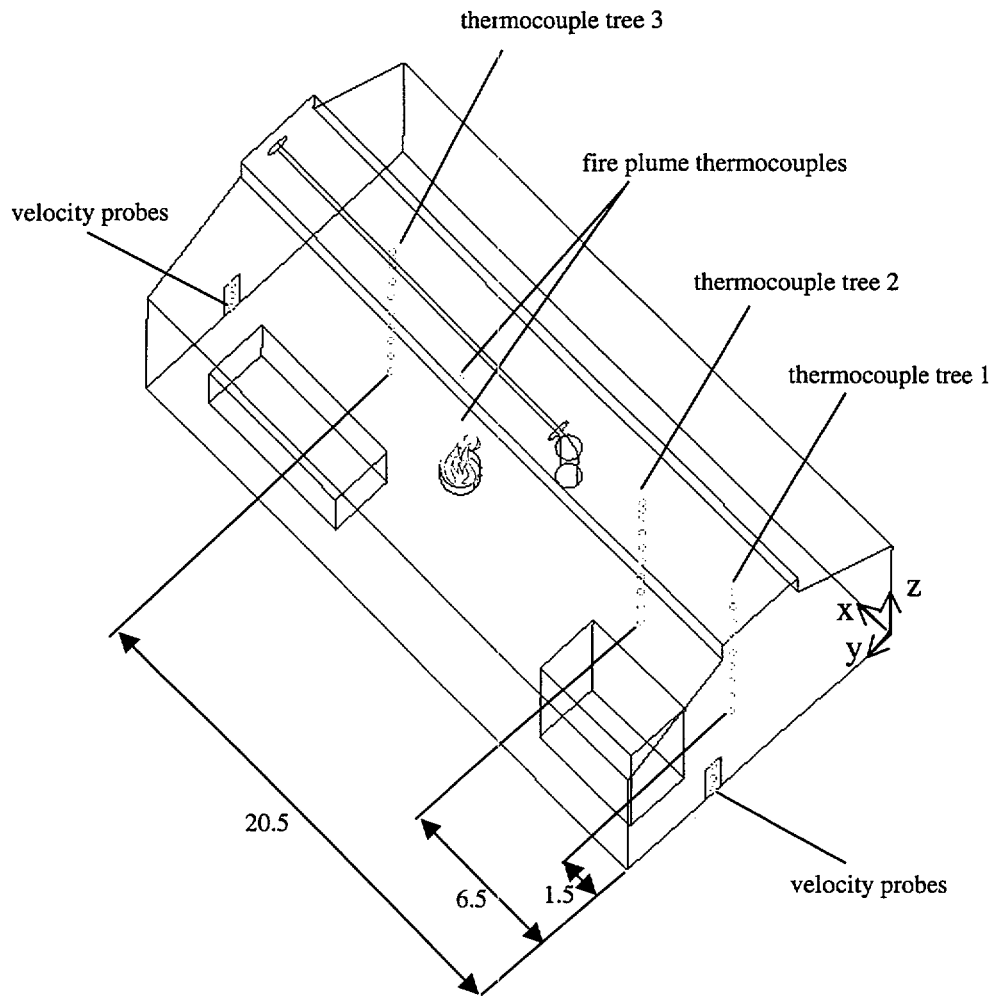 thermocouple tree 3
fire plume thermocouples
velocity probes
thermocouple tree 2
thermocouple tree 1
z
x
y
20.5
6.5
1.5
velocity probes